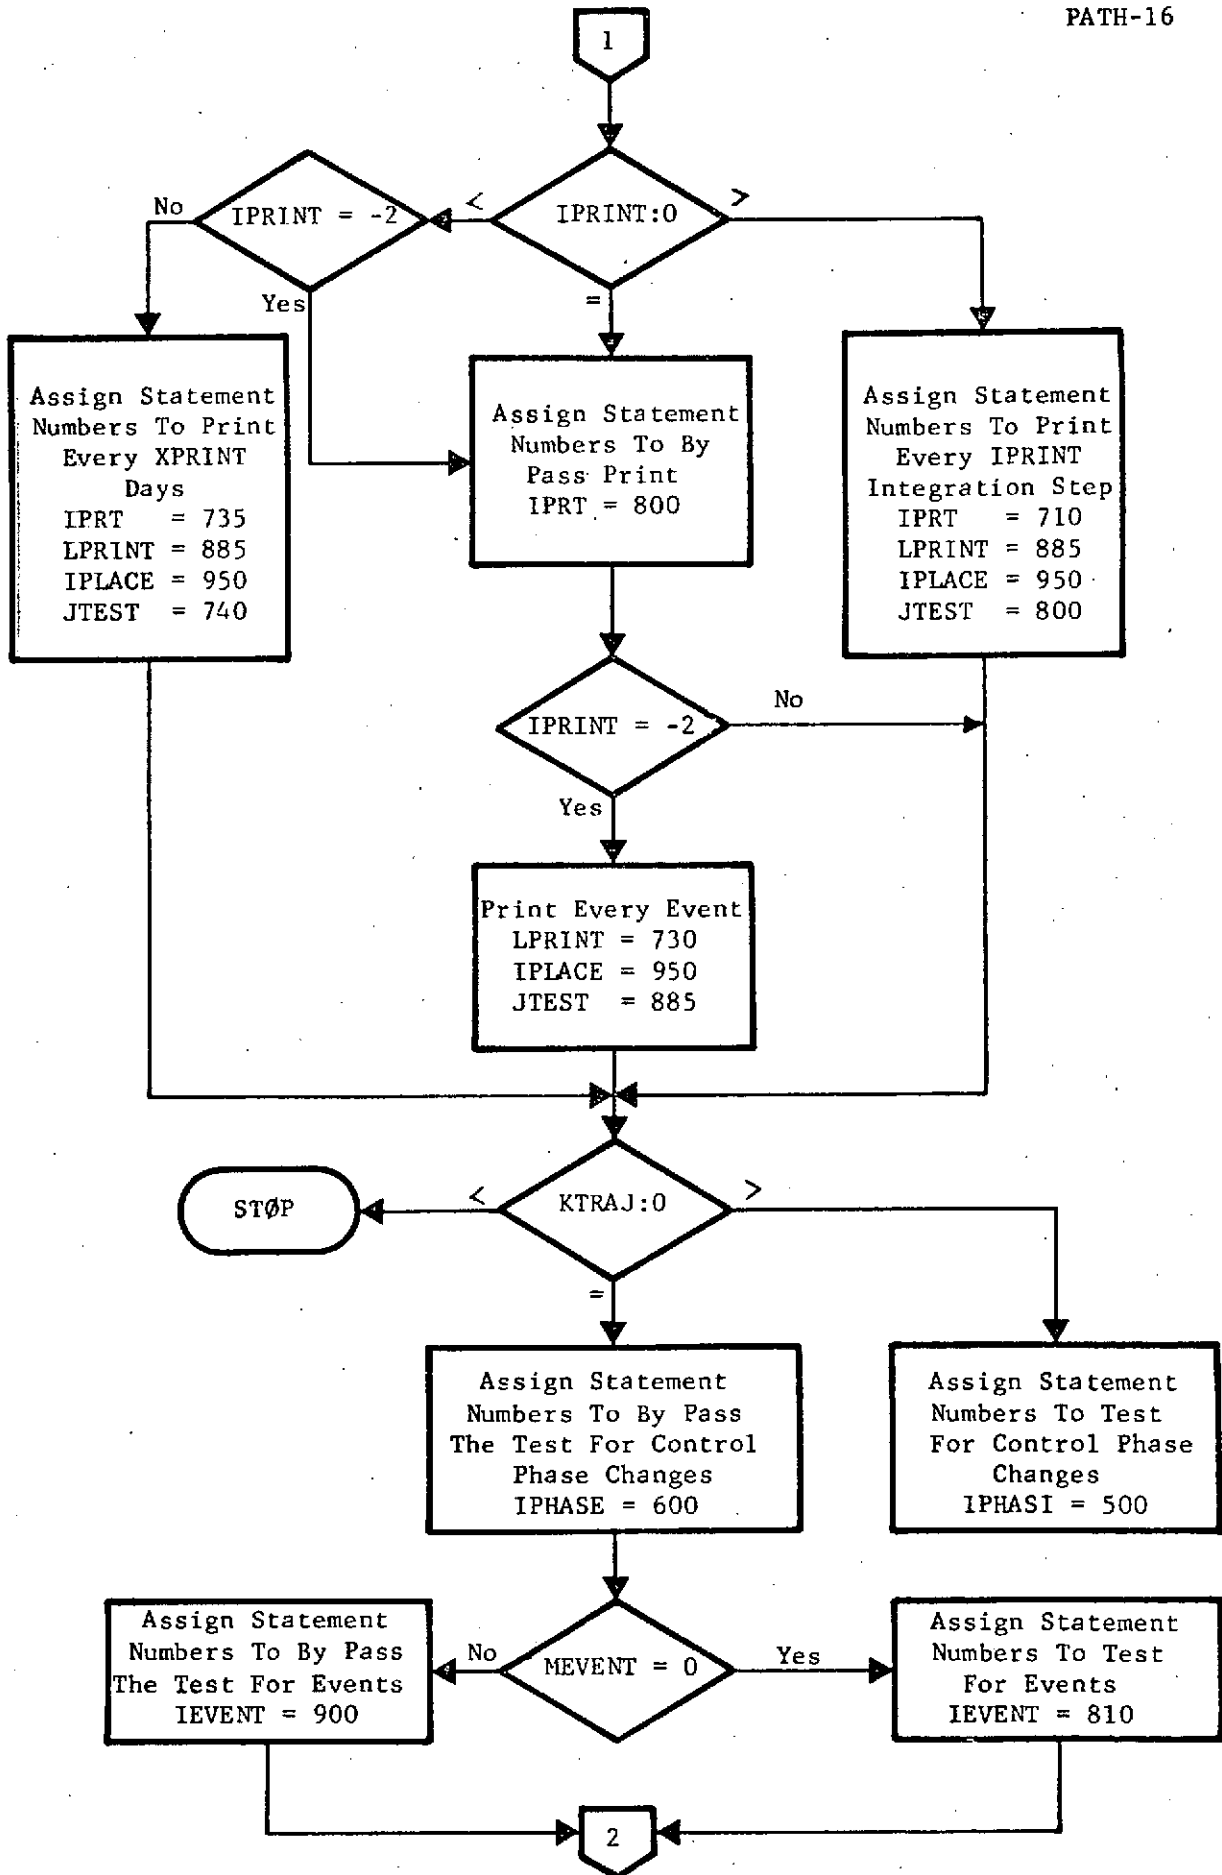 PATH-16
1
IPRINT:0
<
>
=
IPRINT = -2
No
Yes
Assign Statement
Numbers To Print
Every XPRINT
Days
IPRT = 735
LPRINT = 885
IPLACE = 950
JTEST = 740
Assign Statement
Numbers To By
Pass Print
IPRT = 800
Assign Statement
Numbers To Print
Every IPRINT
Integration Step
IPRT = 710
LPRINT = 885
IPLACE = 950
JTEST = 800
IPRINT = -2
No
Yes
Print Every Event
LPRINT = 730
IPLACE = 950
JTEST = 885
STØP
<
KTRAJ:0
>
=
Assign Statement
Numbers To By Pass
The Test For Control
Phase Changes
IPHASE = 600
Assign Statement
Numbers To Test
For Control Phase
Changes
IPHASI = 500
Assign Statement
Numbers To By Pass
The Test For Events
IEVENT = 900
No
MEVENT = 0
Yes
Assign Statement
Numbers To Test
For Events
IEVENT = 810
2